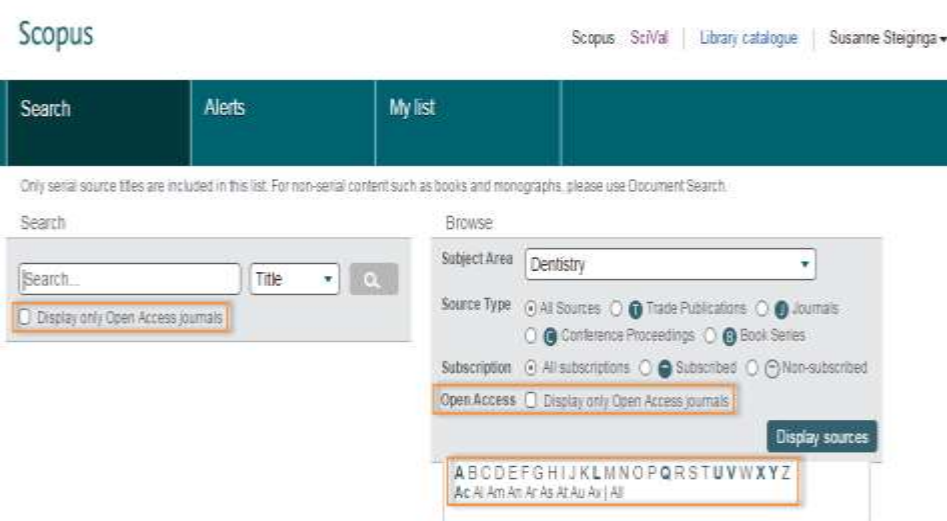 Scopus
Scopus SciVal | Library catalogue | Susanne Steiginga
Search Alerts My list
Only serial source titles are included in this list. For non-serial content such as books and monographs, please use Document Search.
Search
Search...
Title
Display only Open Access journals
Browse
Subject Area Dentistry
Source Type All Sources T Trade Publications J Journals
C Conference Proceedings B Book Series
Subscription All subscriptions Subscribed Non-subscribed
Open Access Display only Open Access journals
Display sources
A B C D E F G H I J K L M N O P Q R S T U V W X Y Z
Ac Al Am An Ar As At Au Av | All